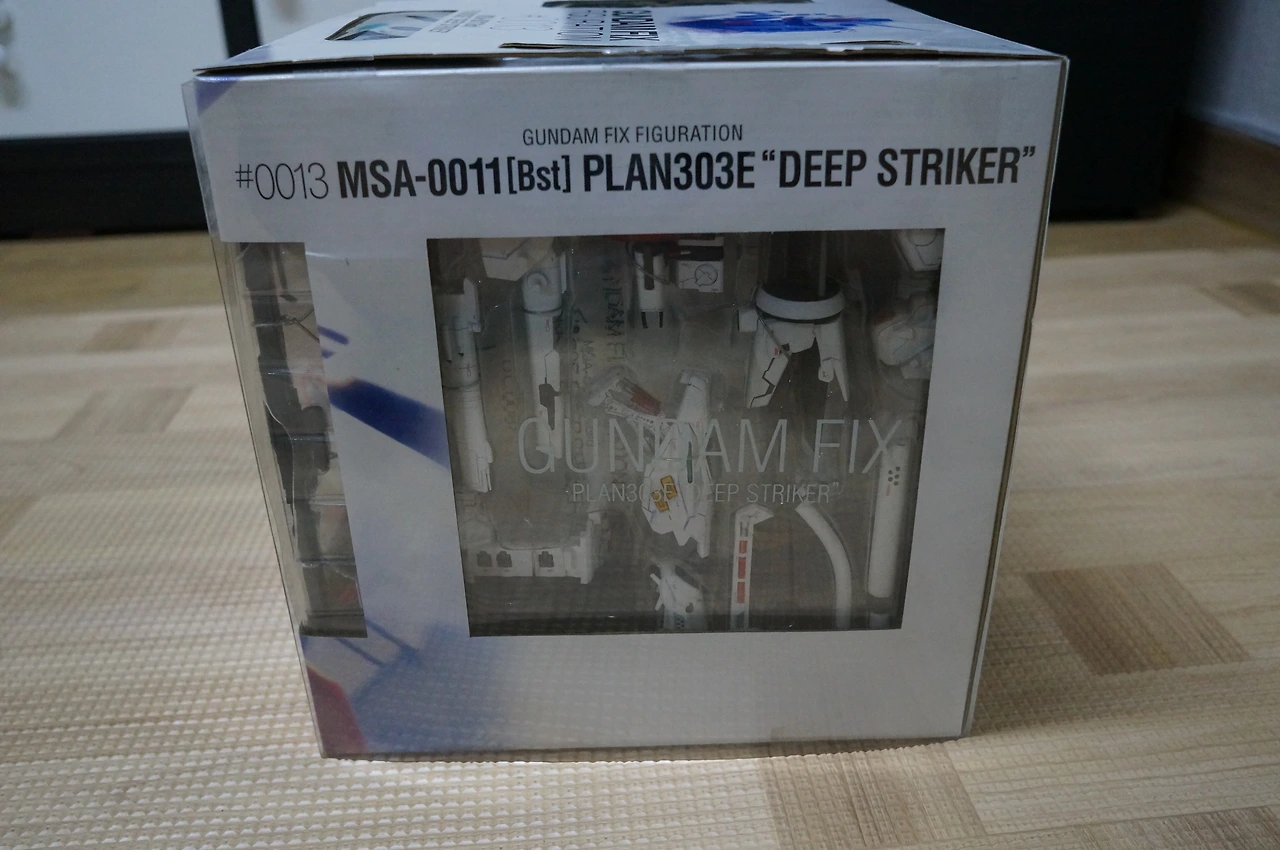 GUNDAM FIX FIGURATION
#0013 MSA-0011[Bst] PLAN303E “DEEP STRIKER”
GUNDAM FIX
PLAN303E "DEEP STRIKER"